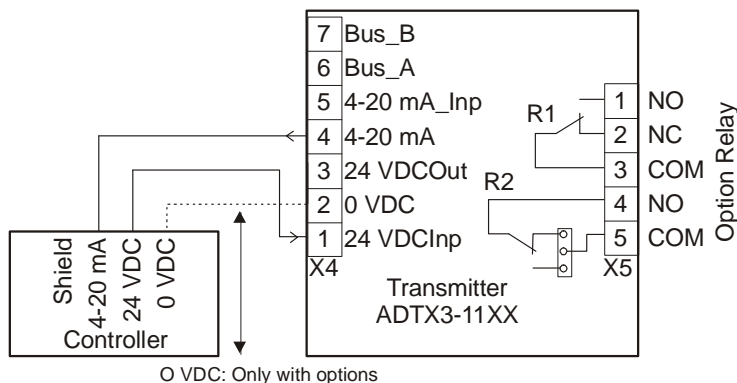 7 Bus_B
6 Bus_A
5 4-20 mA_Inp
4 4-20 mA
3 24 VDCOut
2 0 VDC
1 24 VDCInp
X4
R1
R2
1 NO
2 NC
3 COM
4 NO
5 COM
X5
Option Relay
Transmitter
ADTX3-11XX
Shield
4-20 mA
24 VDC
0 VDC
Controller
O VDC: Only with options